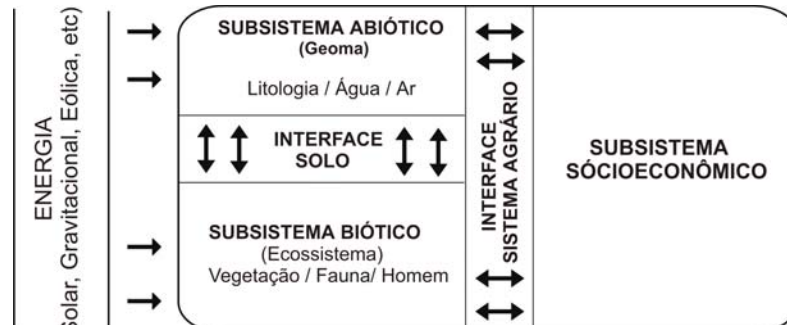 ENERGIA
Solar, Gravitacional, Eólica, etc)
SUBSISTEMA ABIÓTICO
(Geoma)
Litologia / Água / Ar
INTERFACE
SOLO
SUBSISTEMA BIÓTICO
(Ecossistema)
Vegetação / Fauna/ Homem
INTERFACE
SISTEMA AGRÁRIO
SUBSISTEMA
SÓCIOECONÔMICO